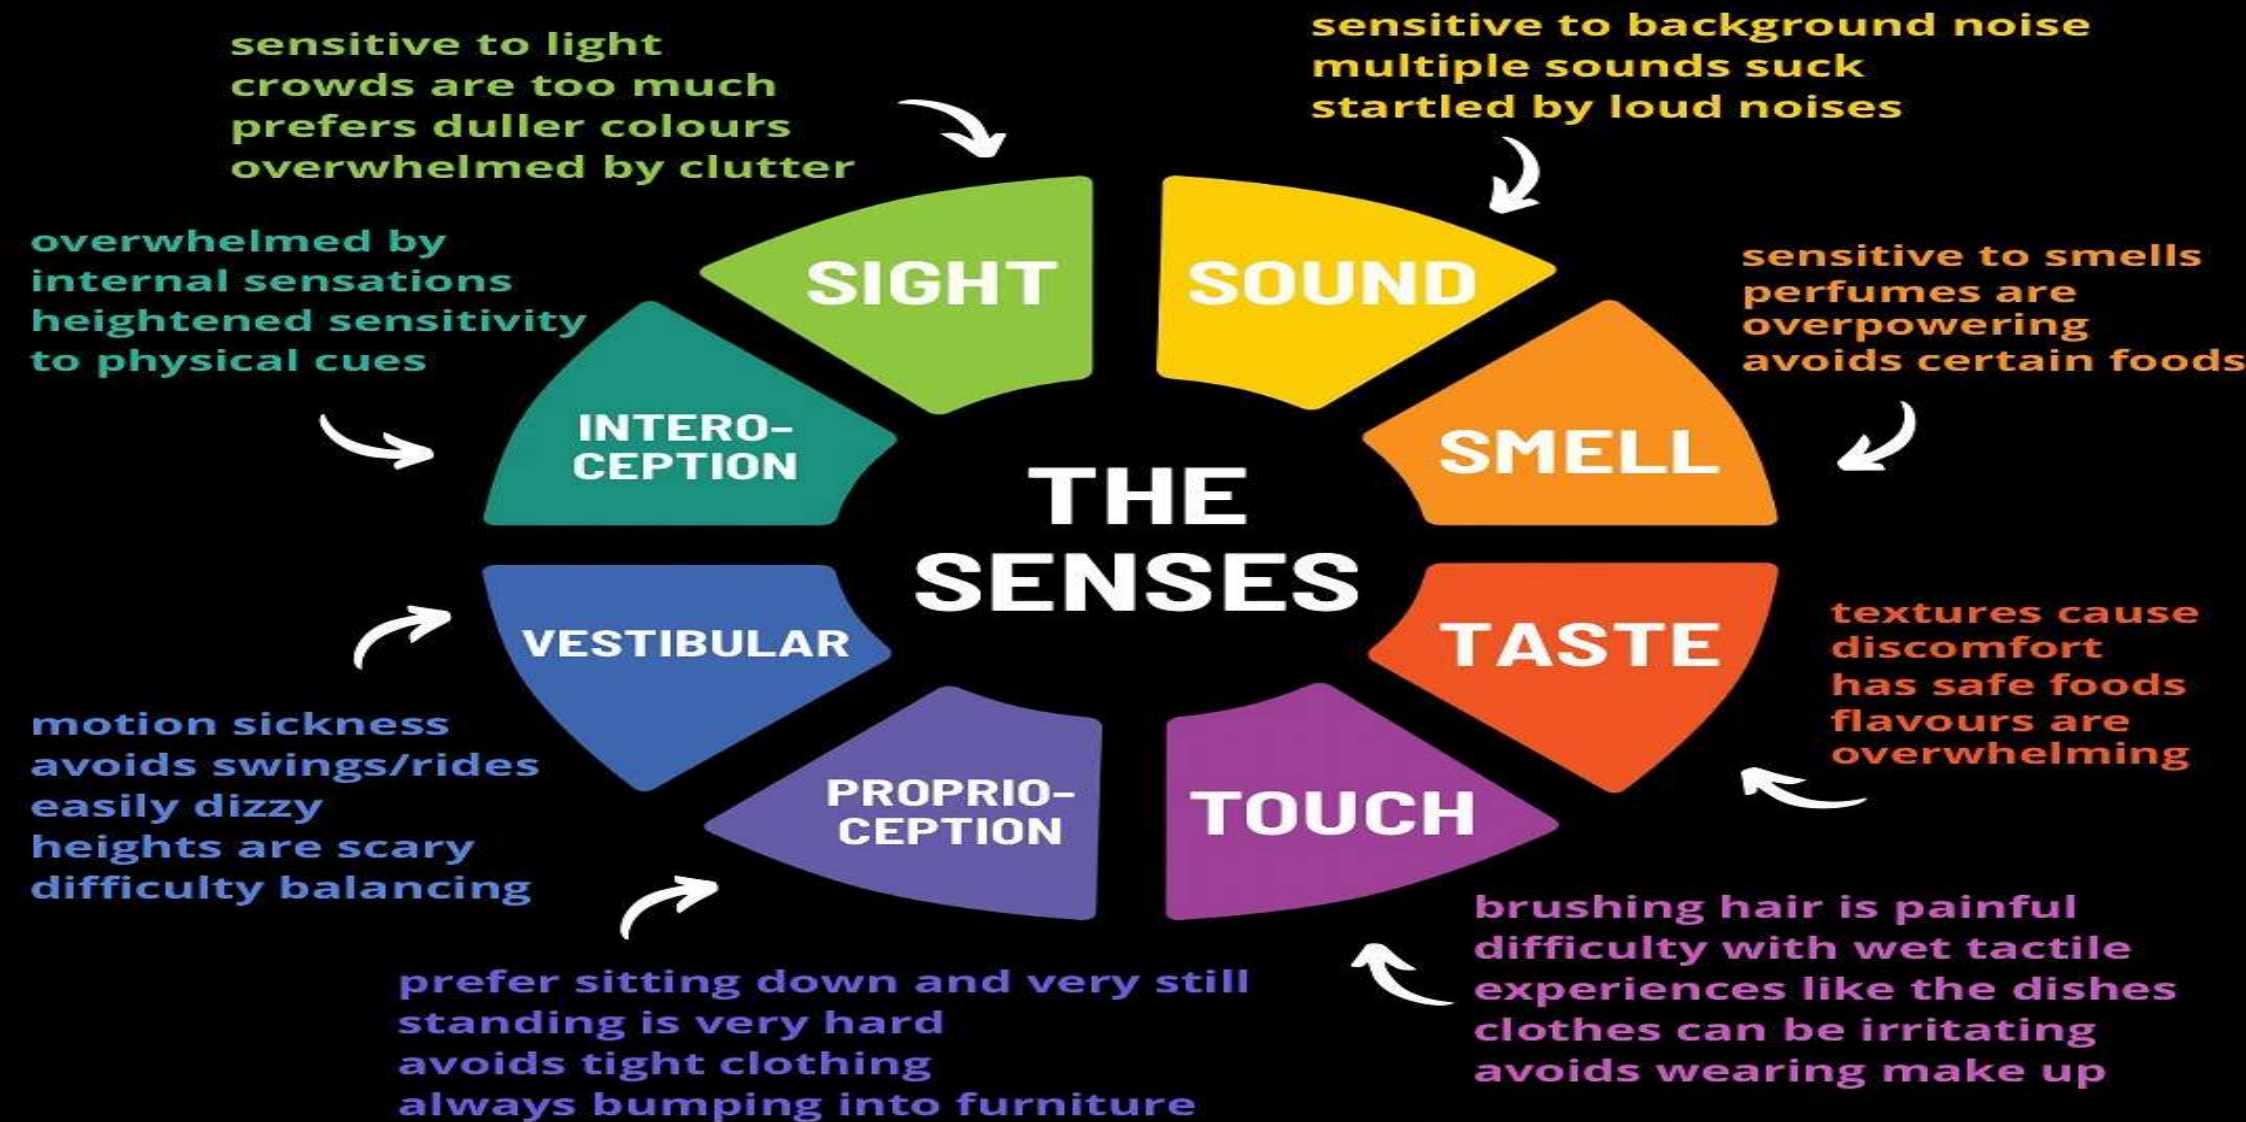 sensitive to light
crowds are too much
prefers duller colours
overwhelmed by clutter
sensitive to background noise
multiple sounds suck
startled by loud noises
overwhelmed by
internal sensations
heightened sensitivity
to physical cues
sensitive to smells
perfumes are
overpowering
avoids certain foods
SIGHT
SOUND
INTERO-
CEPTION
SMELL
THE
SENSES
VESTIBULAR
TASTE
PROPRIO-
CEPTION
TOUCH
textures cause
discomfort
has safe foods
flavours are
overwhelming
motion sickness
avoids swings/rides
easily dizzy
heights are scary
difficulty balancing
brushing hair is painful
difficulty with wet tactile
experiences like the dishes
clothes can be irritating
avoids wearing make up
prefer sitting down and very still
standing is very hard
avoids tight clothing
always bumping into furniture